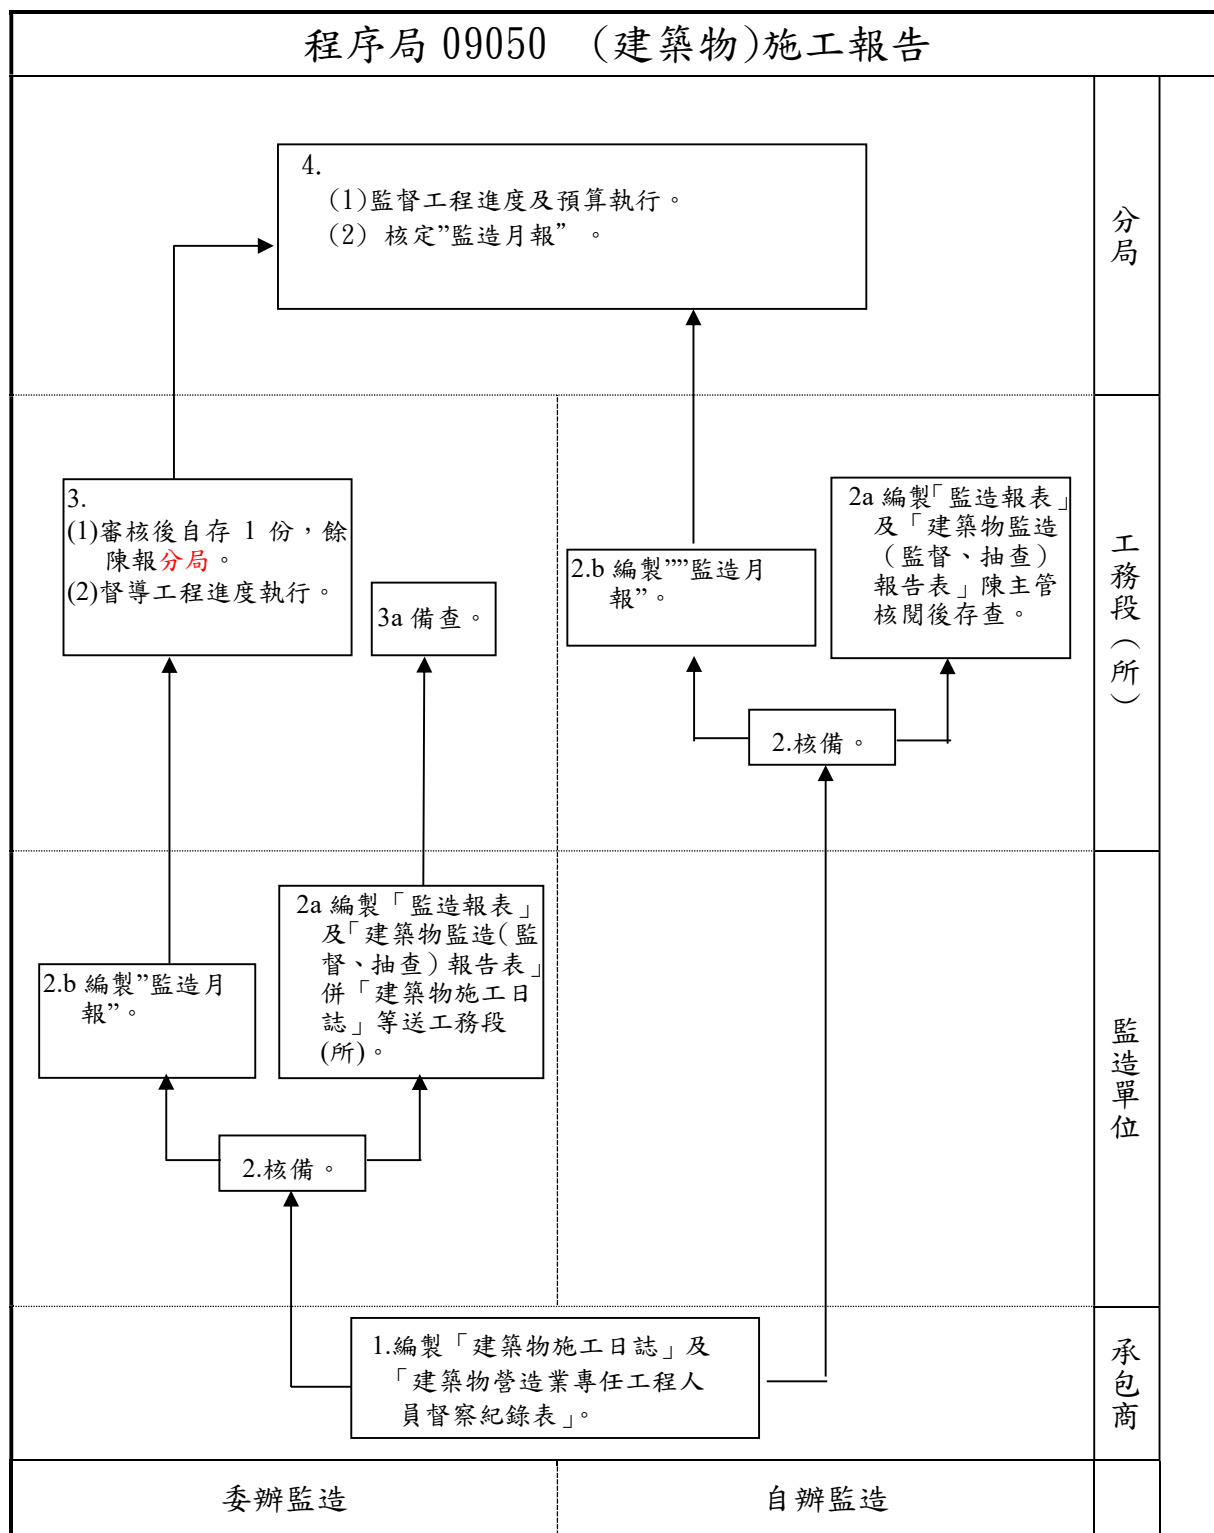 程序局 09050 (建築物)施工報告
4.
(1)監督工程進度及預算執行。
(2) 核定”監造月報” 。
分局
3.
(1)審核後自存 1 份，餘
陳報分局。
(2)督導工程進度執行。
3a 備查。
2.b 編製””監造月
報”。
2a 編製「監造報表」
及「建築物監造
（監督、抽查）
報告表」陳主管
核閱後存查。
2.核備。
工務段（所）
2.b 編製”監造月
報”。
2a 編製「監造報表」
及「建築物監造(監
督、抽查）報告表」
併「建築物施工日
誌」等送工務段
(所)。
2.核備。
監造單位
1.編製「建築物施工日誌」及
「建築物營造業專任工程人
員督察紀錄表」。
承包商
委辦監造
自辦監造